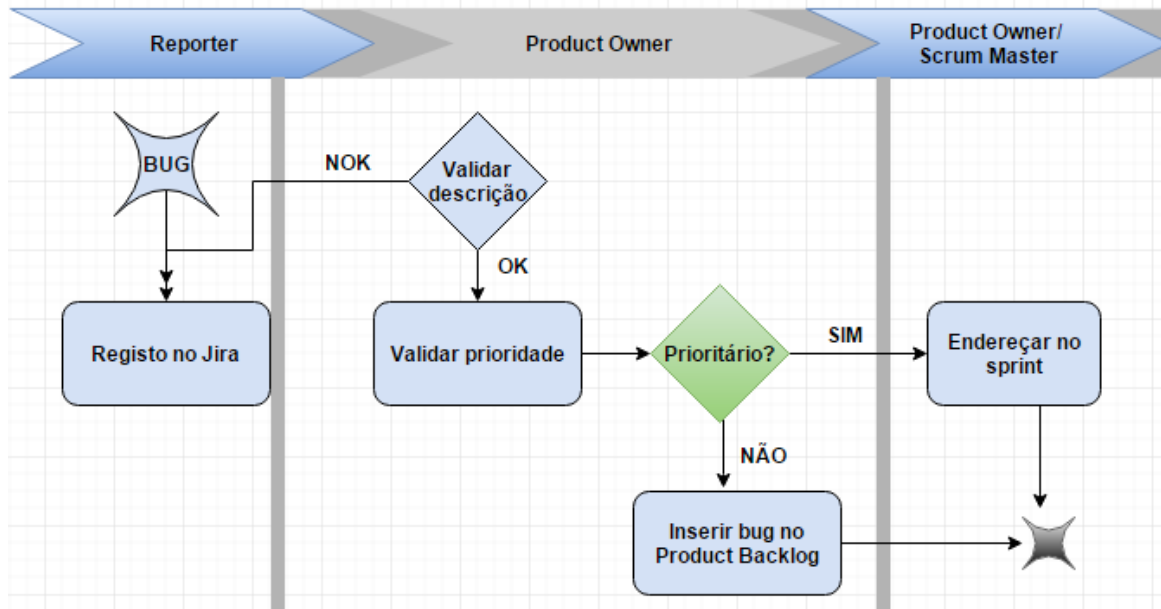 Reporter
Product Owner
Product Owner/
Scrum Master
BUG
NOK
Validar
descrição
OK
Registo no Jira
Validar prioridade
Prioritário?
SIM
Endereçar no
sprint
NÃO
Inserir bug no
Product Backlog